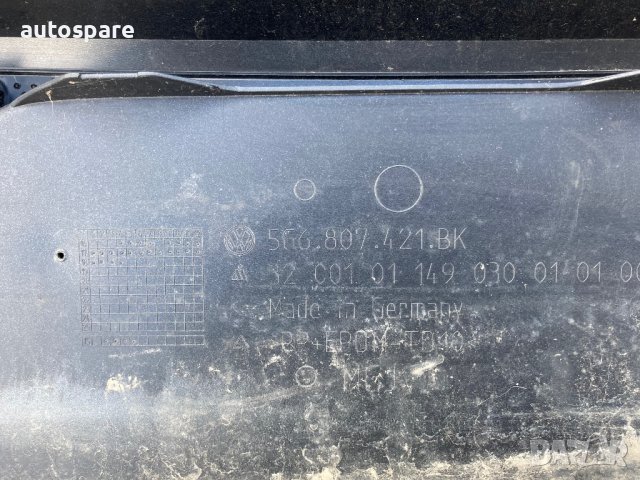 autospare
5G6.807.421.BK
32 C01 01 149 030 01 01 00
Made in Germany
PP+EPDM-TD10
BAZAR